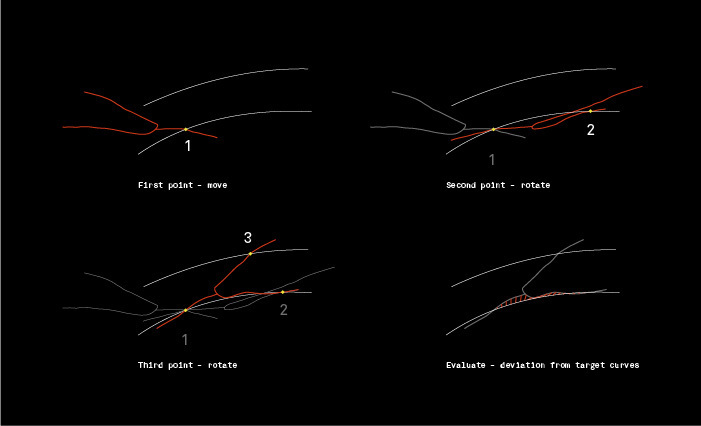 1
First point - move
2
1
Second point - rotate
3
2
1
Third point - rotate
Evaluate - deviation from target curves